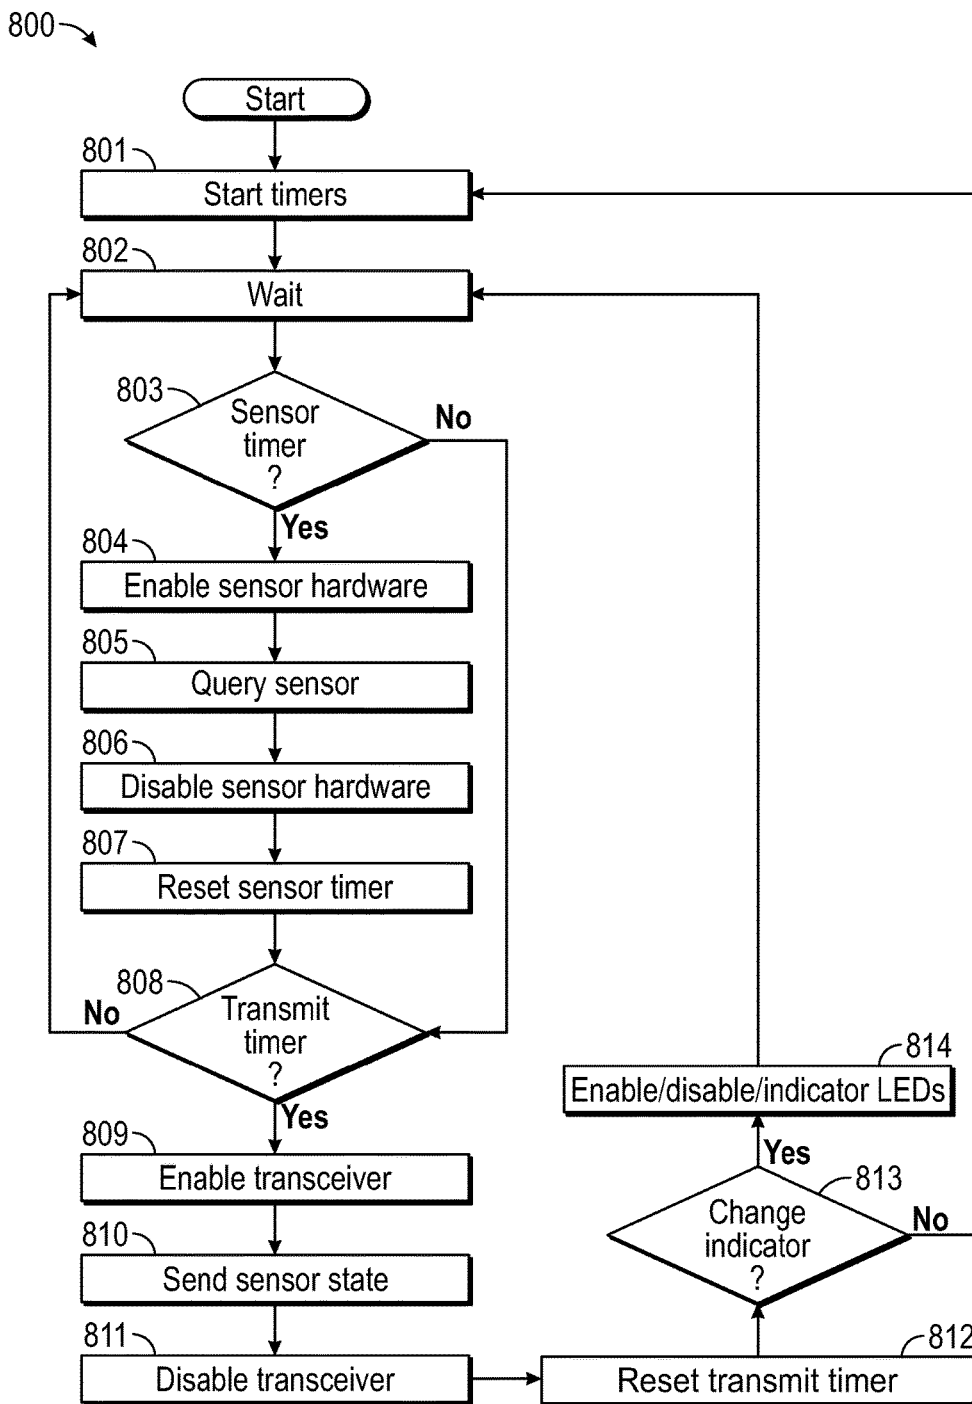 800
Start
801
Start timers
802
Wait
803
Sensor
timer
?
No
Yes
804
Enable sensor hardware
805
Query sensor
806
Disable sensor hardware
807
Reset sensor timer
808
Transmit
timer
?
No
Yes
809
Enable transceiver
810
Send sensor state
811
Disable transceiver
812
Reset transmit timer
813
Change
indicator
?
No
Yes
814
Enable/disable/indicator LEDs